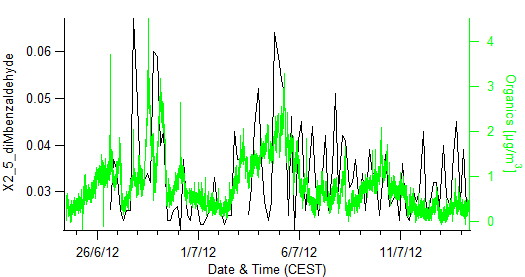 X2_5_diMbenzaldehyde
0.06
0.05
0.04
0.03
4
3
2
1
0
Organics [µg/m³]
26/6/12 1/7/12 6/7/12 11/7/12
Date & Time (CEST)